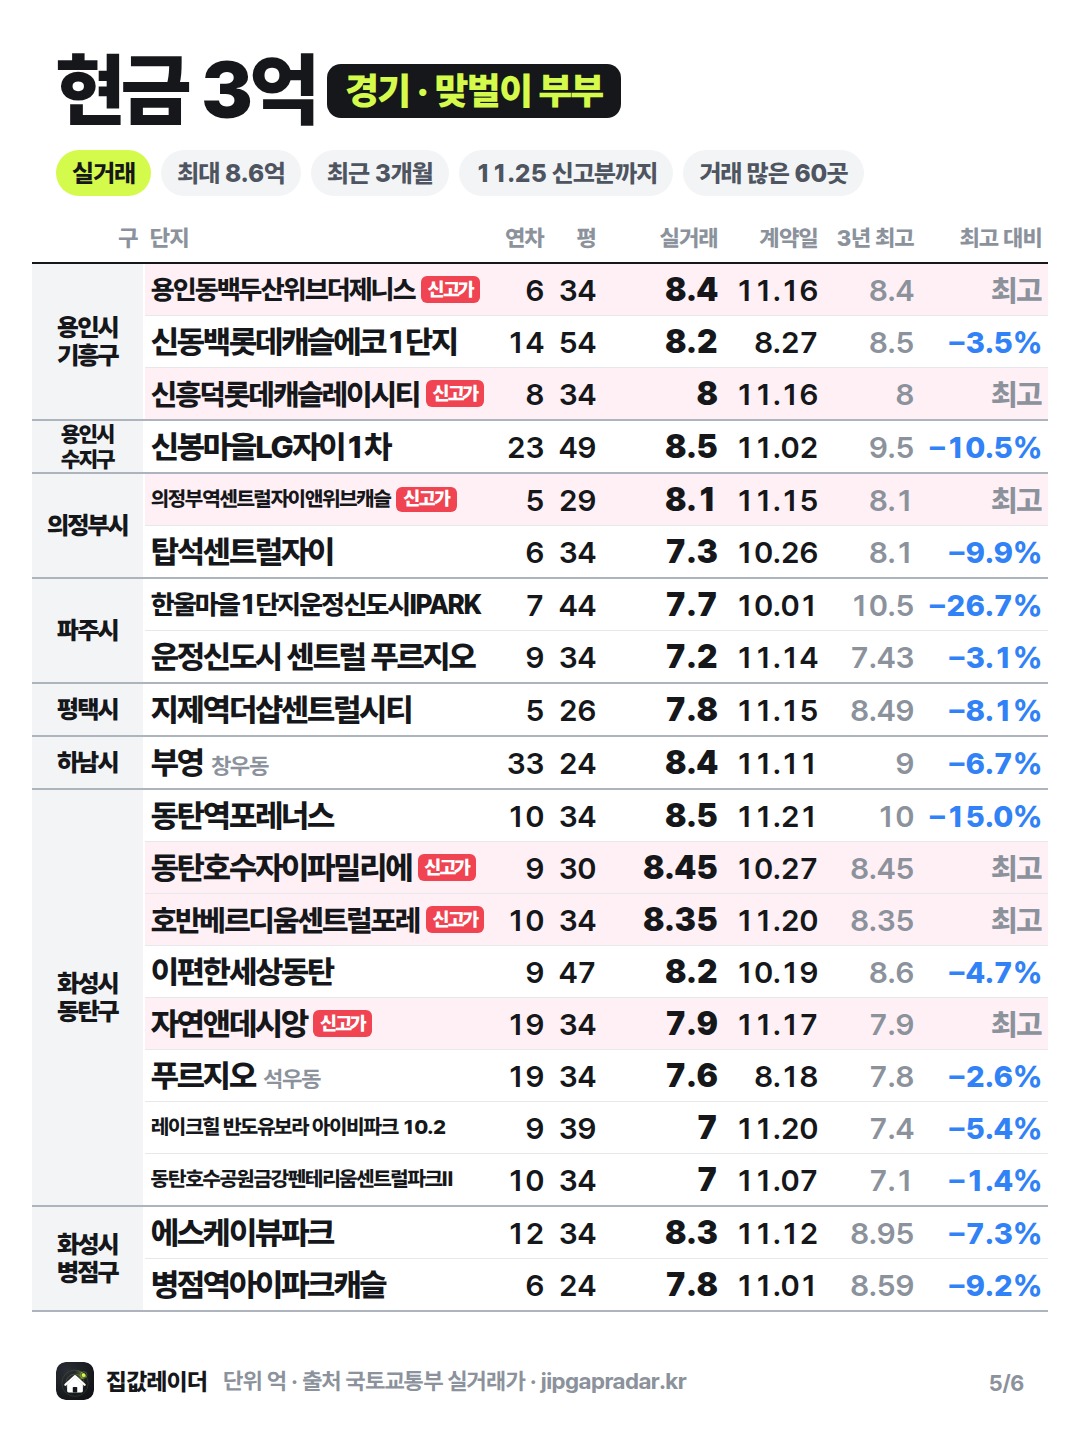 현금 3억 경기 · 맞벌이 부부
실거래 최대 8.6억 최근 3개월 11.25 신고분까지 거래 많은 60곳
구 단지 연차 평 실거래 계약일 3년 최고 최고 대비
용인시 기흥구
용인동백두산위브더제니스 신고가 6 34 8.4 11.16 8.4 최고
신동백롯데캐슬에코1단지 14 54 8.2 8.27 8.5 −3.5%
신흥덕롯데캐슬레이시티 신고가 8 34 8 11.16 8 최고
용인시 수지구
신봉마을LG자이1차 23 49 8.5 11.02 9.5 −10.5%
의정부시
의정부역센트럴자이앤위브캐슬 신고가 5 29 8.1 11.15 8.1 최고
탑석센트럴자이 6 34 7.3 10.26 8.1 −9.9%
파주시
한울마을1단지운정신도시IPARK 7 44 7.7 10.01 10.5 −26.7%
운정신도시 센트럴 푸르지오 9 34 7.2 11.14 7.43 −3.1%
평택시
지제역더샵센트럴시티 5 26 7.8 11.15 8.49 −8.1%
하남시
부영 창우동 33 24 8.4 11.11 9 −6.7%
화성시 동탄구
동탄역포레너스 10 34 8.5 11.21 10 −15.0%
동탄호수자이파밀리에 신고가 9 30 8.45 10.27 8.45 최고
호반베르디움센트럴포레 신고가 10 34 8.35 11.20 8.35 최고
이편한세상동탄 9 47 8.2 10.19 8.6 −4.7%
자연앤데시앙 신고가 19 34 7.9 11.17 7.9 최고
푸르지오 석우동 19 34 7.6 8.18 7.8 −2.6%
레이크힐 반도유보라 아이비파크 10.2 9 39 7 11.20 7.4 −5.4%
동탄호수공원금강펜테리움센트럴파크II 10 34 7 11.07 7.1 −1.4%
화성시 병점구
에스케이뷰파크 12 34 8.3 11.12 8.95 −7.3%
병점역아이파크캐슬 6 24 7.8 11.01 8.59 −9.2%
집값레이더 단위 억 · 출처 국토교통부 실거래가 · jipgapradar.kr 5/6